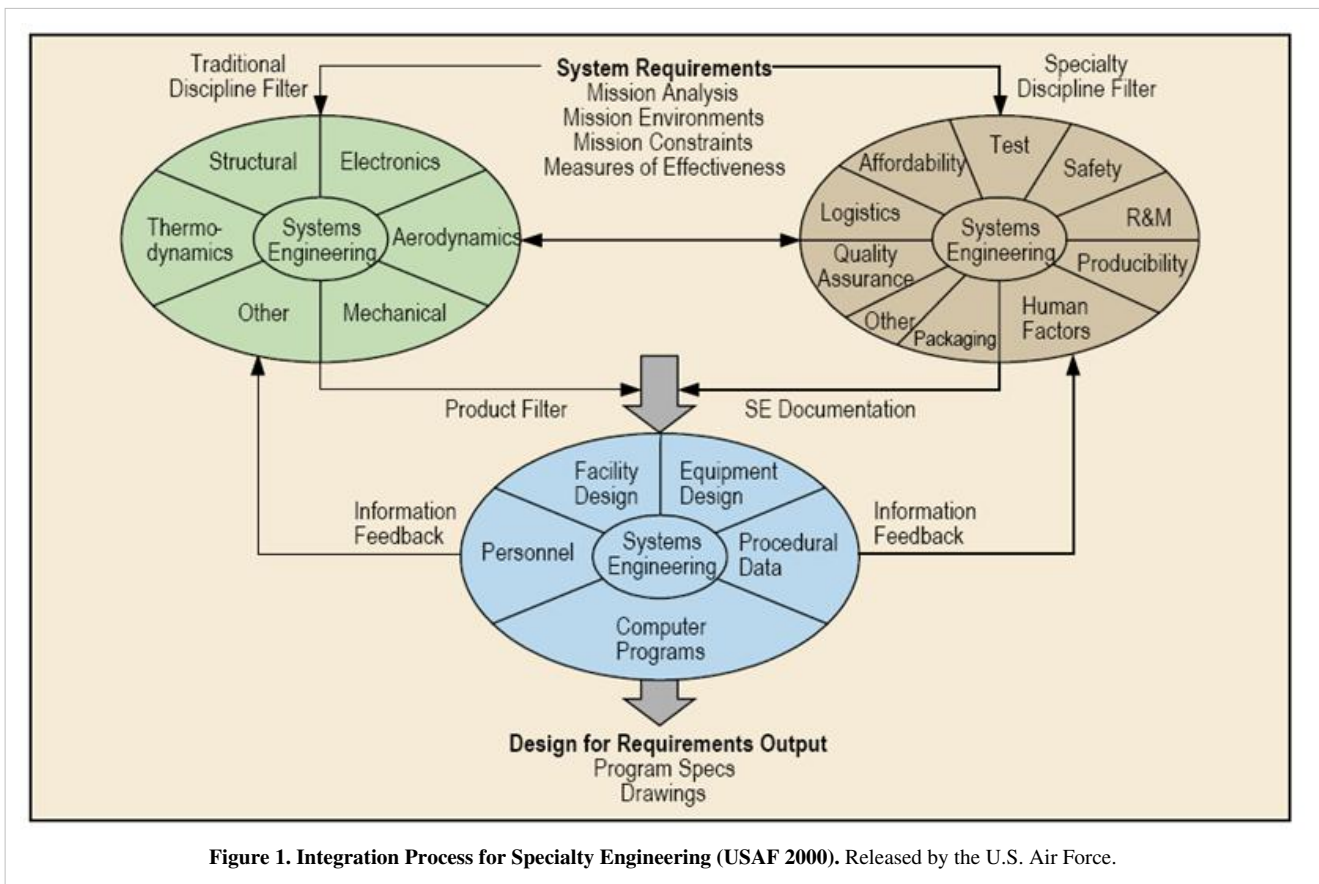 Traditional
Discipline Filter
System Requirements
Mission Analysis
Mission Environments
Mission Constraints
Measures of Effectiveness
Specialty
Discipline Filter
Structural
Electronics
Thermo-
dynamics
Systems
Engineering
Aerodynamics
Other
Mechanical
Affordability
Test
Safety
Logistics
Systems
Engineering
R&M
Quality
Assurance
Producibility
Other
Packaging
Human
Factors
Product Filter
SE Documentation
Facility
Design
Equipment
Design
Information
Feedback
Personnel
Systems
Engineering
Procedural
Data
Information
Feedback
Computer
Programs
Design for Requirements Output
Program Specs
Drawings
Figure 1. Integration Process for Specialty Engineering (USAF 2000). Released by the U.S. Air Force.